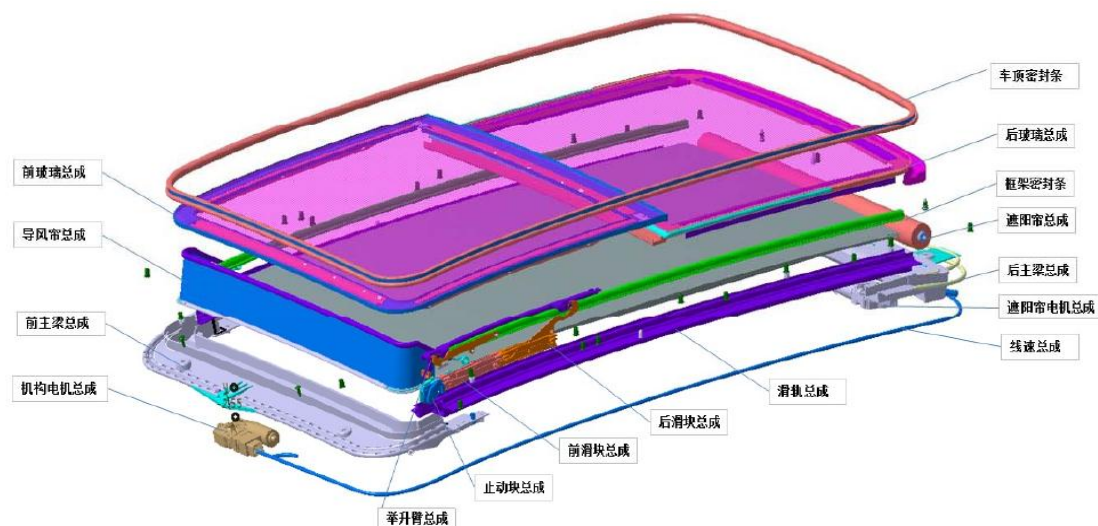 车顶密封条
后玻璃总成
前玻璃总成
框架密封条
导风帘总成
遮阳帘总成
后主梁总成
前主梁总成
遮阳帘电机总成
线速总成
机构电机总成
滑轨总成
后滑块总成
前滑块总成
止动块总成
举升臂总成